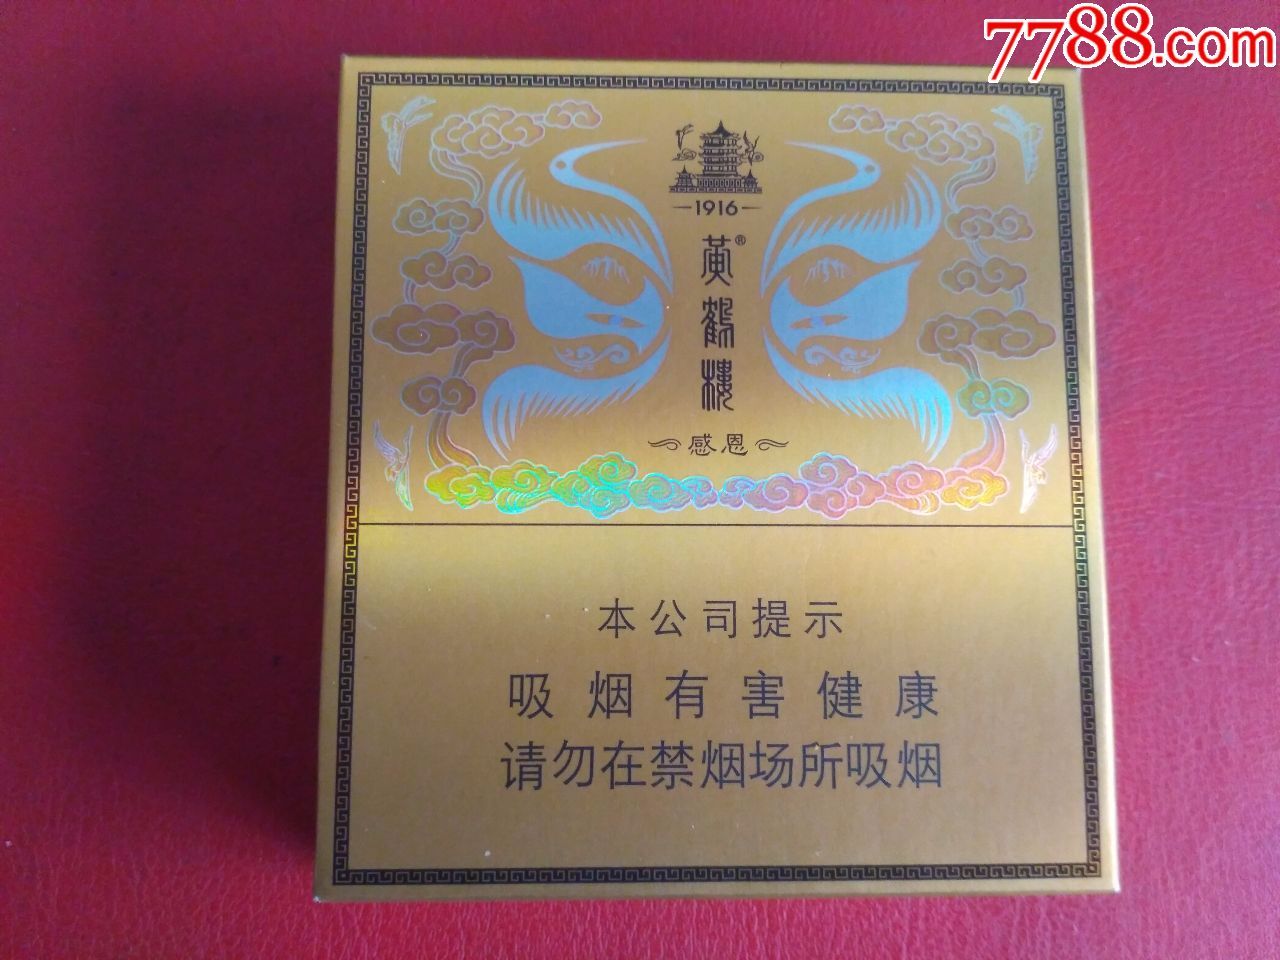 7788.com
1916
黄鹤楼®
感恩
本公司提示
吸烟有害健康
请勿在禁烟场所吸烟